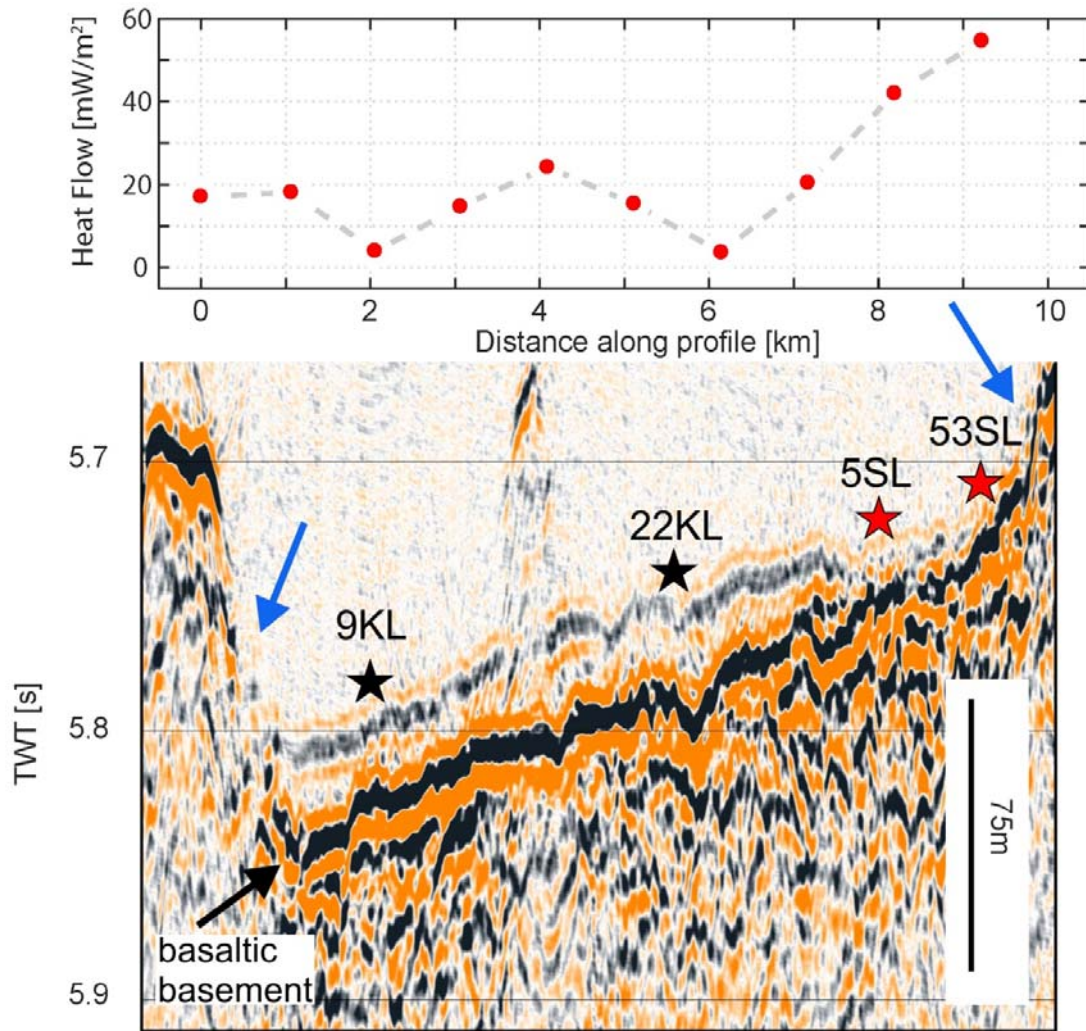 Heat Flow [mW/m²]
60
40
20
0
0 2 4 6 8 10
Distance along profile [km]
TWT [s]
5.7
5.8
5.9
53SL
5SL
22KL
9KL
75m
basaltic
basement